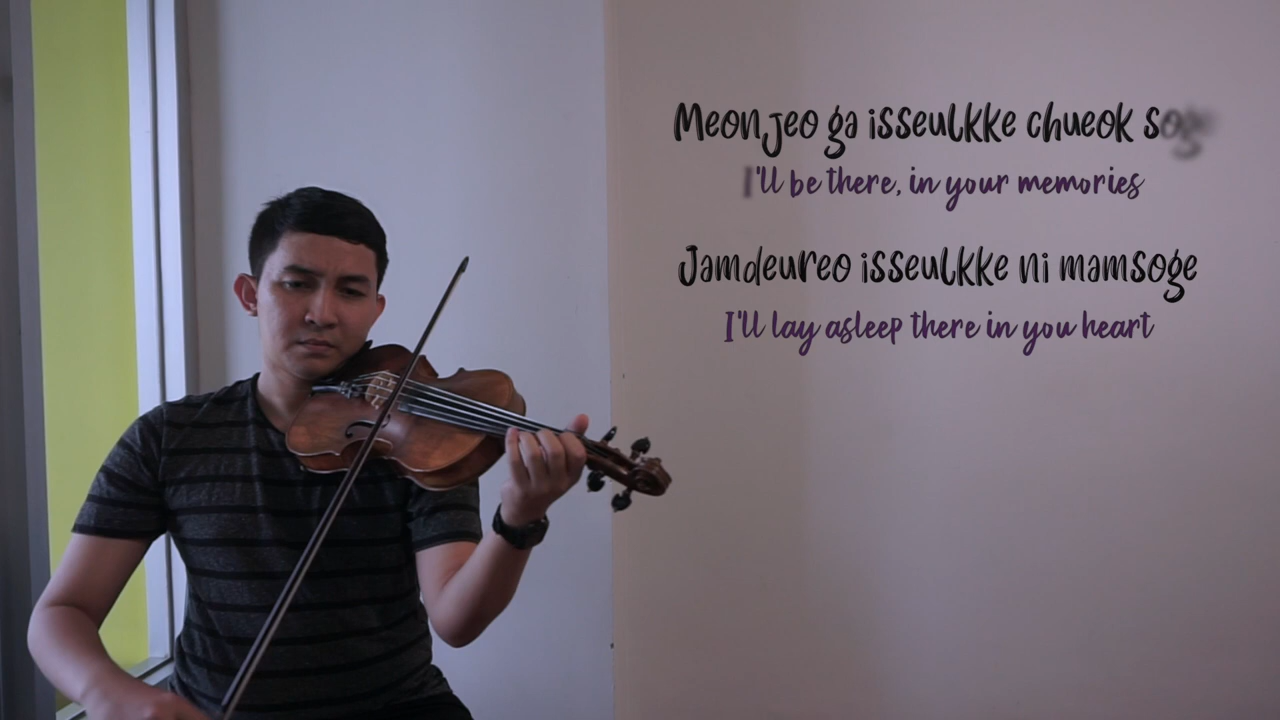 Meonjeo ga isseulkke chueok soge
I'll be there, in your memories
Jamdeureo isseulkke ni mamsoge
I'll lay asleep there in you heart